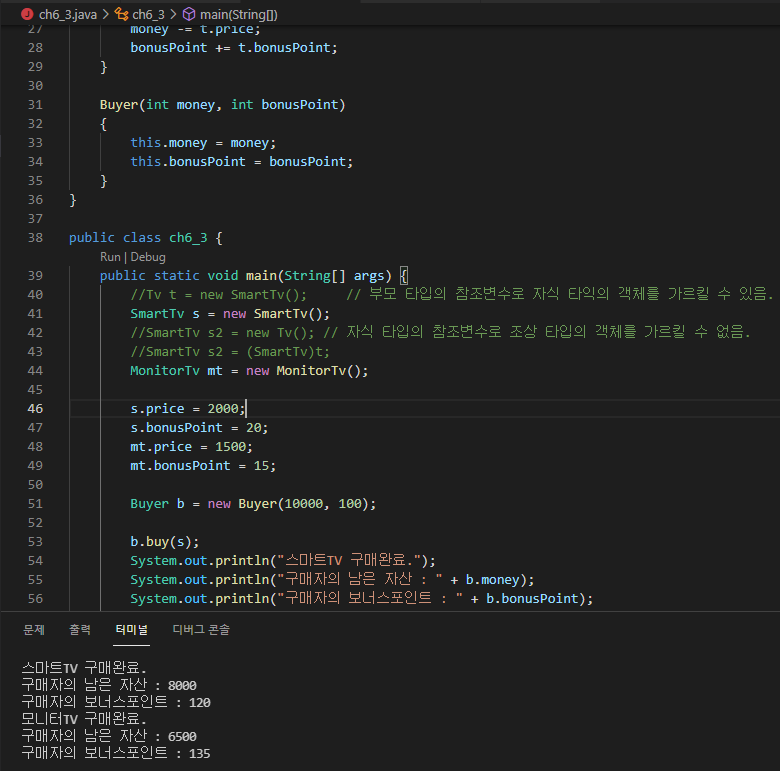 ch6_3.java > ch6_3 > main(String[])
27 money -= t.price;
28 bonusPoint += t.bonusPoint;
29 }
30
31 Buyer(int money, int bonusPoint)
32 {
33 this.money = money;
34 this.bonusPoint = bonusPoint;
35 }
36 }
37
38 public class ch6_3 {
Run | Debug
39 public static void main(String[] args) {
40 //Tv t = new SmartTv(); // 부모 타입의 참조변수로 자식 타익의 객체를 가르킬 수 있음.
41 SmartTv s = new SmartTv();
42 //SmartTv s2 = new Tv(); // 자식 타입의 참조변수로 조상 타입의 객체를 가르킬 수 없음.
43 //SmartTv s2 = (SmartTv)t;
44 MonitorTv mt = new MonitorTv();
45
46 s.price = 2000;
47 s.bonusPoint = 20;
48 mt.price = 1500;
49 mt.bonusPoint = 15;
50
51 Buyer b = new Buyer(10000, 100);
52
53 b.buy(s);
54 System.out.println("스마트TV 구매완료.");
55 System.out.println("구매자의 남은 자산 : " + b.money);
56 System.out.println("구매자의 보너스포인트 : " + b.bonusPoint);
문제 출력 터미널 디버그 콘솔
스마트TV 구매완료.
구매자의 남은 자산 : 8000
구매자의 보너스포인트 : 120
모니터TV 구매완료.
구매자의 남은 자산 : 6500
구매자의 보너스포인트 : 135